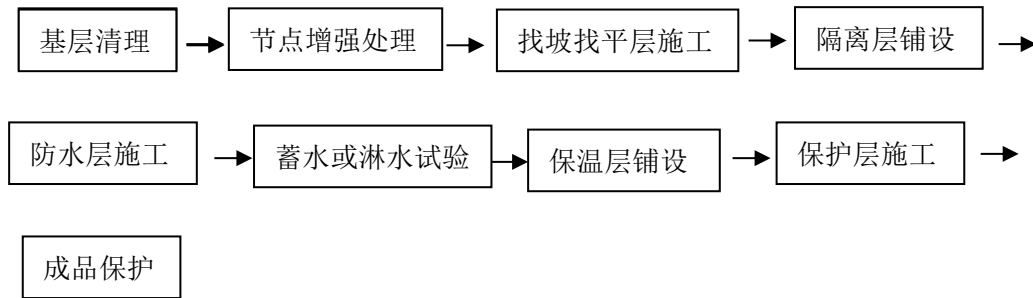 基层清理 节点增强处理 找坡找平层施工 隔离层铺设
防水层施工 蓄水或淋水试验 保温层铺设 保护层施工
成品保护